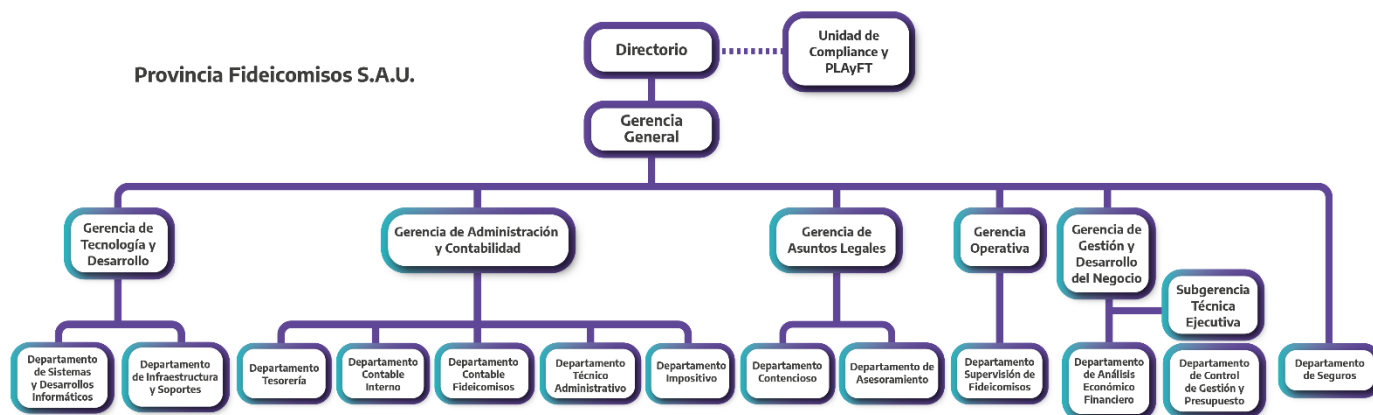 Directorio
Unidad de
Compliance y
PLAyFT
Provincia Fideicomisos S.A.U.
Gerencia
General
Gerencia de
Tecnología y
Desarrollo
Gerencia de Administración
y Contabilidad
Gerencia de
Asuntos Legales
Gerencia
Operativa
Gerencia de
Gestión y
Desarrollo
del Negocio
Subgerencia
Técnica
Ejecutiva
Departamento
de Sistemas
y Desarrollos
Informáticos
Departamento
de Infraestructura
y Soportes
Departamento
Tesorería
Departamento
Contable
Interno
Departamento
Contable
Fideicomisos
Departamento
Técnico
Administrativo
Departamento
Impositivo
Departamento
Contencioso
Departamento de
Asesoramiento
Departamento
Supervisión de
Fideicomisos
Departamento
de Análisis
Económico
Financiero
Departamento
de Control
de Gestión y
Presupuesto
Departamento
de Seguros